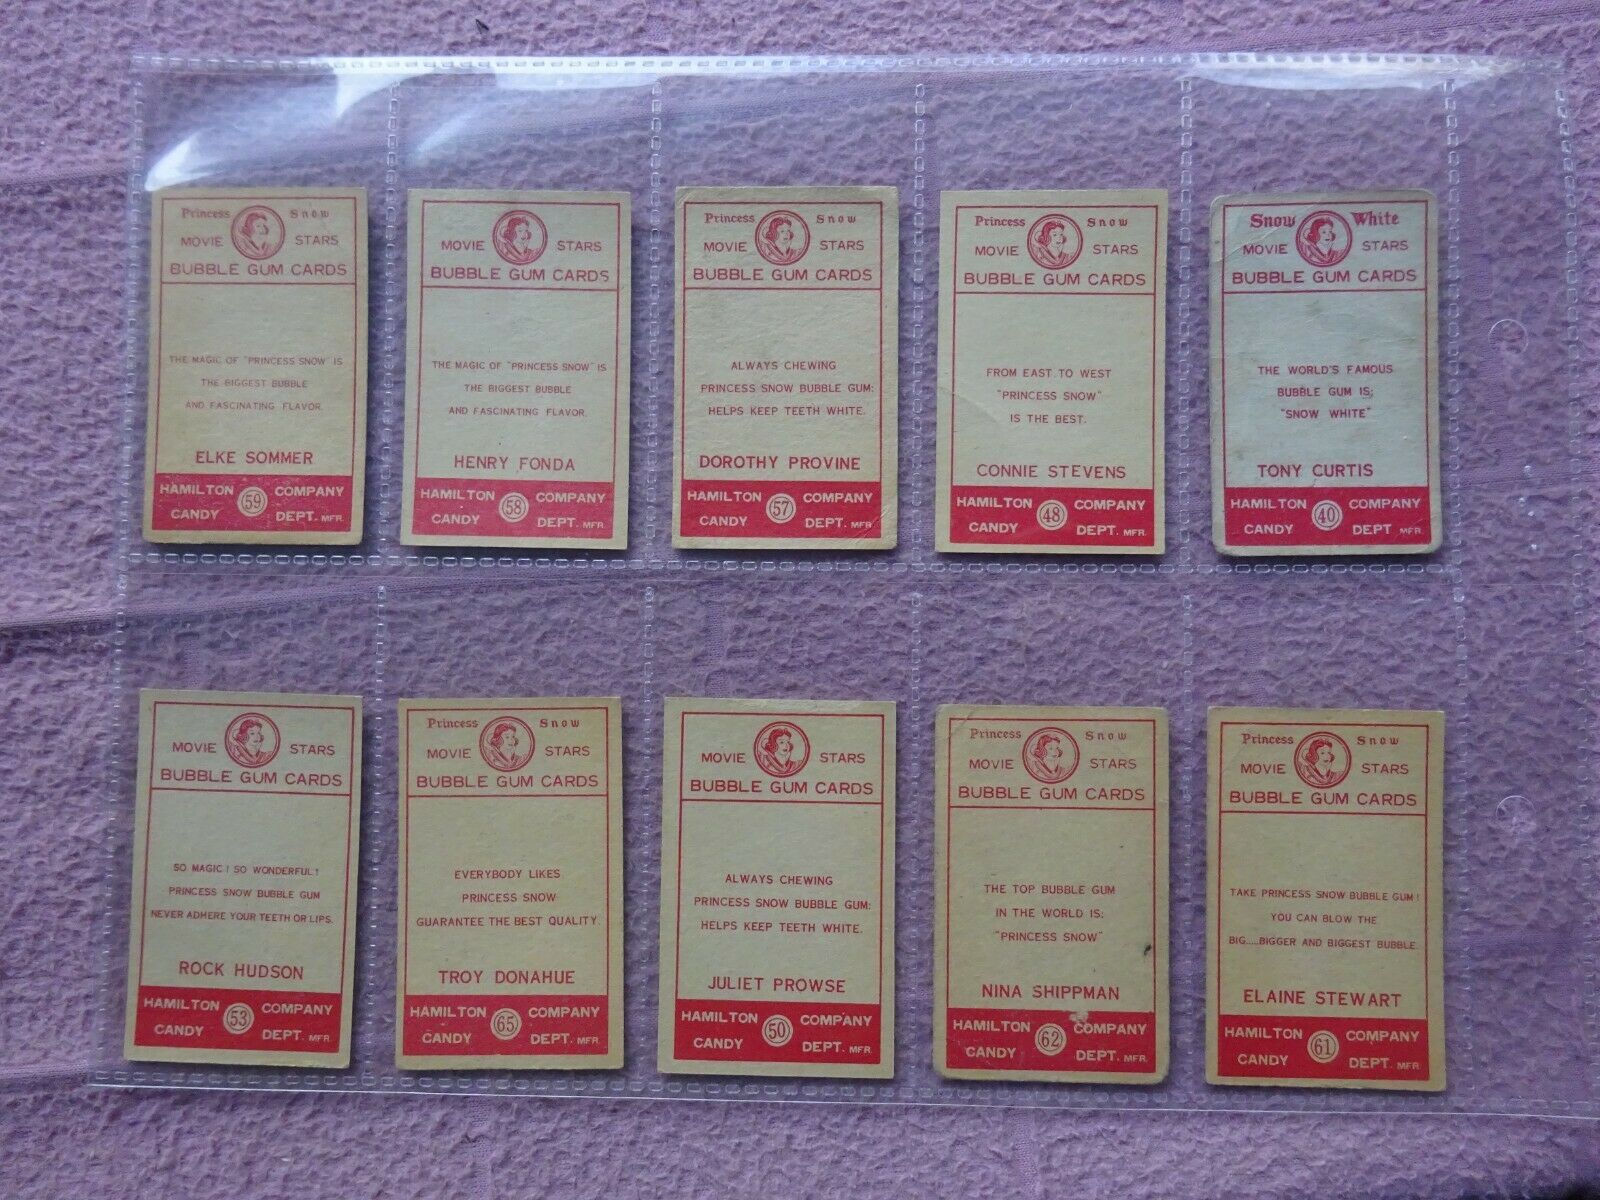 Princess Snow
MOVIE STARS
BUBBLE GUM CARDS
THE MAGIC OF "PRINCESS SNOW" IS
THE BIGGEST BUBBLE
AND FASCINATING FLAVOR.
ELKE SOMMER
HAMILTON 59 COMPANY
CANDY DEPT. MFR.
MOVIE STARS
BUBBLE GUM CARDS
THE MAGIC OF "PRINCESS SNOW" IS
THE BIGGEST BUBBLE
AND FASCINATING FLAVOR.
HENRY FONDA
HAMILTON 58 COMPANY
CANDY DEPT. MFR.
Princess Snow
MOVIE STARS
BUBBLE GUM CARDS
ALWAYS CHEWING
PRINCESS SNOW BUBBLE GUM:
HELPS KEEP TEETH WHITE.
DOROTHY PROVINE
HAMILTON 57 COMPANY
CANDY DEPT. MFR.
Princess Snow
MOVIE STARS
BUBBLE GUM CARDS
FROM EAST TO WEST
"PRINCESS SNOW"
IS THE BEST.
CONNIE STEVENS
HAMILTON 48 COMPANY
CANDY DEPT. MFR.
Snow White
MOVIE STARS
BUBBLE GUM CARDS
THE WORLD'S FAMOUS
BUBBLE GUM IS;
"SNOW WHITE"
TONY CURTIS
HAMILTON 40 COMPANY
CANDY DEPT MFR.
MOVIE STARS
BUBBLE GUM CARDS
SO MAGIC! SO WONDERFUL!
PRINCESS SNOW BUBBLE GUM
NEVER ADHERE YOUR TEETH OR LIPS.
ROCK HUDSON
HAMILTON 53 COMPANY
CANDY DEPT. MFR.
Princess Snow
MOVIE STARS
BUBBLE GUM CARDS
EVERYBODY LIKES
PRINCESS SNOW
GUARANTEE THE BEST QUALITY.
TROY DONAHUE
HAMILTON 65 COMPANY
CANDY DEPT. MFR.
MOVIE STARS
BUBBLE GUM CARDS
ALWAYS CHEWING
PRINCESS SNOW BUBBLE GUM:
HELPS KEEP TEETH WHITE.
JULIET PROWSE
HAMILTON 50 COMPANY
CANDY DEPT. MFR.
Princess Snow
MOVIE STARS
BUBBLE GUM CARDS
THE TOP BUBBLE GUM
IN THE WORLD IS:
"PRINCESS SNOW"
NINA SHIPPMAN
HAMILTON 62 COMPANY
CANDY DEPT. MFR.
Princess Snow
MOVIE STARS
BUBBLE GUM CARDS
TAKE PRINCESS SNOW BUBBLE GUM!
YOU CAN BLOW THE
BIG.....BIGGER AND BIGGEST BUBBLE.
ELAINE STEWART
HAMILTON 61 COMPANY
CANDY DEPT. MFR.